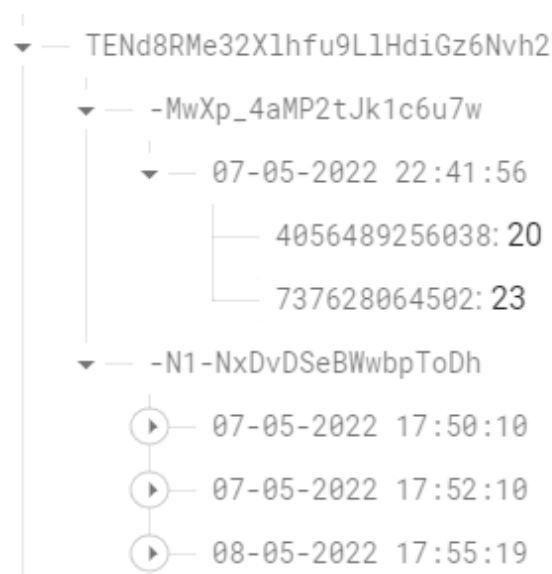 TENd8RMe32Xlhfu9LlHdiGz6Nvh2
-MwXp_4aMP2tJk1c6u7w
07-05-2022 22:41:56
4056489256038: 20
737628064502: 23
-N1-NxDvDSeBWwbpToDh
07-05-2022 17:50:10
07-05-2022 17:52:10
08-05-2022 17:55:19